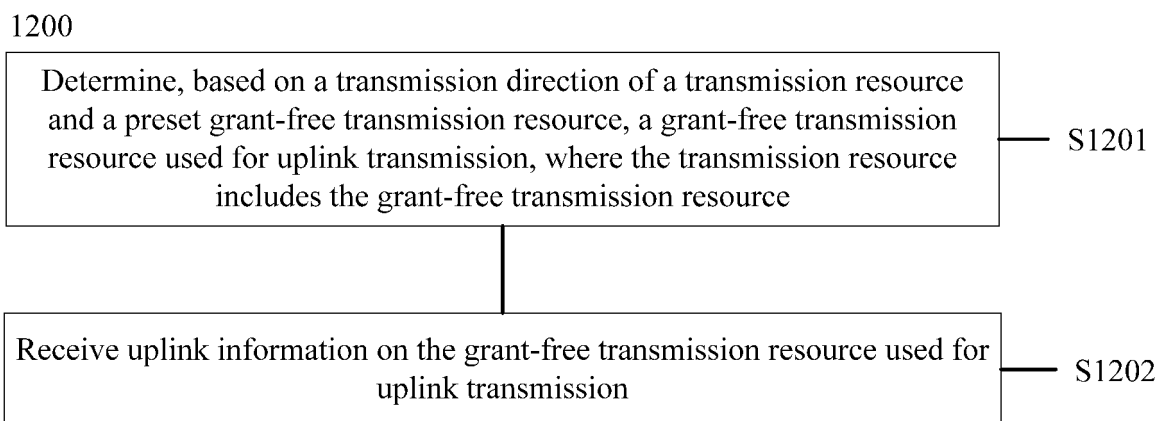 1200
Determine, based on a transmission direction of a transmission resource
and a preset grant-free transmission resource, a grant-free transmission
resource used for uplink transmission, where the transmission resource
includes the grant-free transmission resource
S1201
Receive uplink information on the grant-free transmission resource used for
uplink transmission
S1202